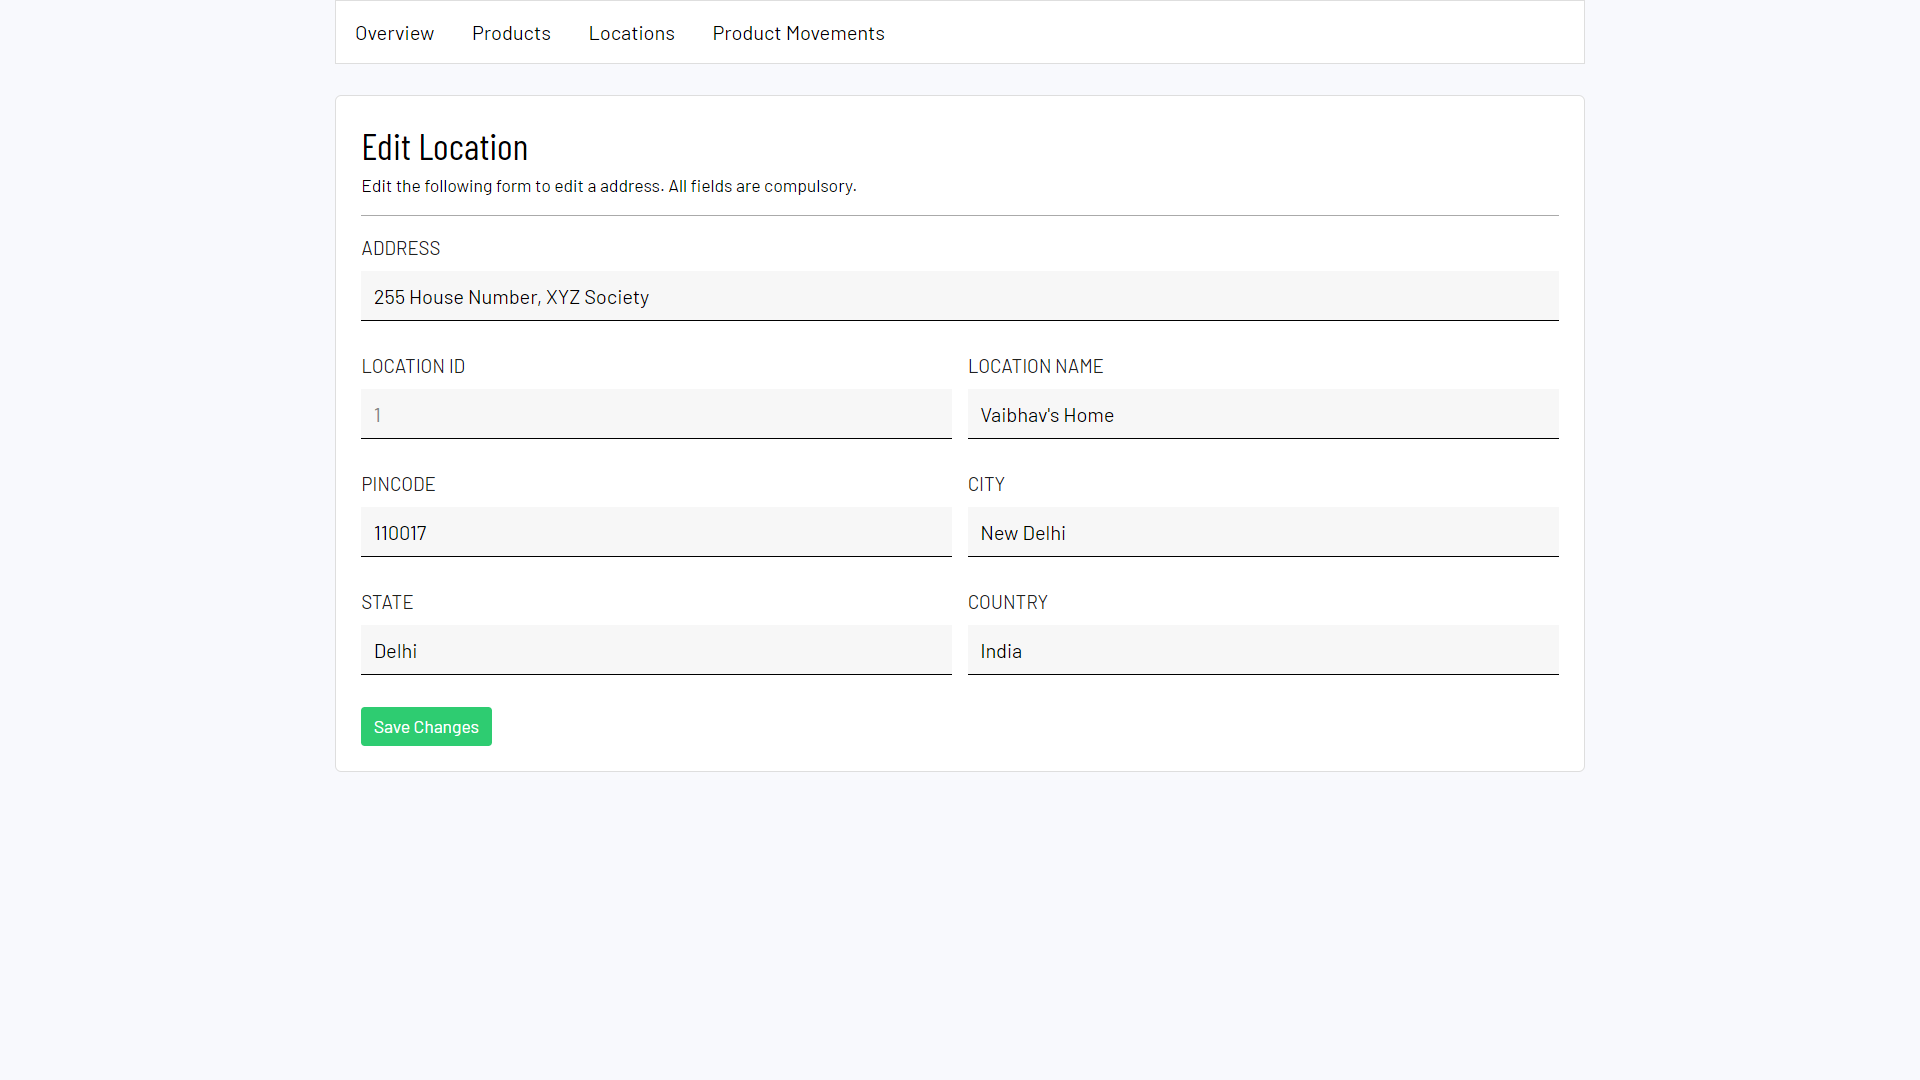 Overview Products Locations Product Movements
Edit Location
Edit the following form to edit a address. All fields are compulsory.
ADDRESS
255 House Number, XYZ Society
LOCATION ID LOCATION NAME
1 Vaibhav's Home
PINCODE CITY
110017 New Delhi
STATE COUNTRY
Delhi India
Save Changes